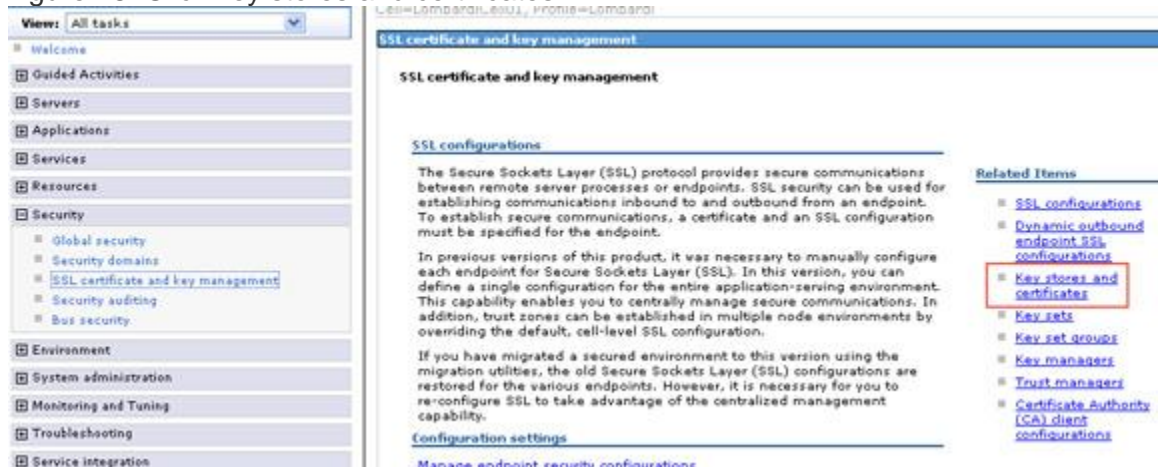 View: All tasks
Welcome
Guided Activities
Servers
Applications
Services
Resources
Security
Global security
Security domains
SSL certificate and key management
Security auditing
Bus security
Environment
System administration
Monitoring and Tuning
Troubleshooting
Service integration
SSL certificate and key management
SSL certificate and key management
SSL configurations
The Secure Sockets Layer (SSL) protocol provides secure communications
between remote server processes or endpoints. SSL security can be used for
establishing communications inbound to and outbound from an endpoint.
To establish secure communications, a certificate and an SSL configuration
must be specified for the endpoint.
In previous versions of this product, it was necessary to manually configure
each endpoint for Secure Sockets Layer (SSL). In this version, you can
define a single configuration for the entire application-serving environment.
This capability enables you to centrally manage secure communications. In
addition, trust zones can be established in multiple node environments by
overriding the default, cell-level SSL configuration.
If you have migrated a secured environment to this version using the
migration utilities, the old Secure Sockets Layer (SSL) configurations are
restored for the various endpoints. However, it is necessary for you to
re-configure SSL to take advantage of the centralized management
capability.
Configuration settings
Manage endpoint security configurations
Related Items
SSL configurations
Dynamic outbound
endpoint SSL
configurations
Key stores and
certificates
Key sets
Key set groups
Key managers
Trust managers
Certificate Authority
(CA) client
configurations